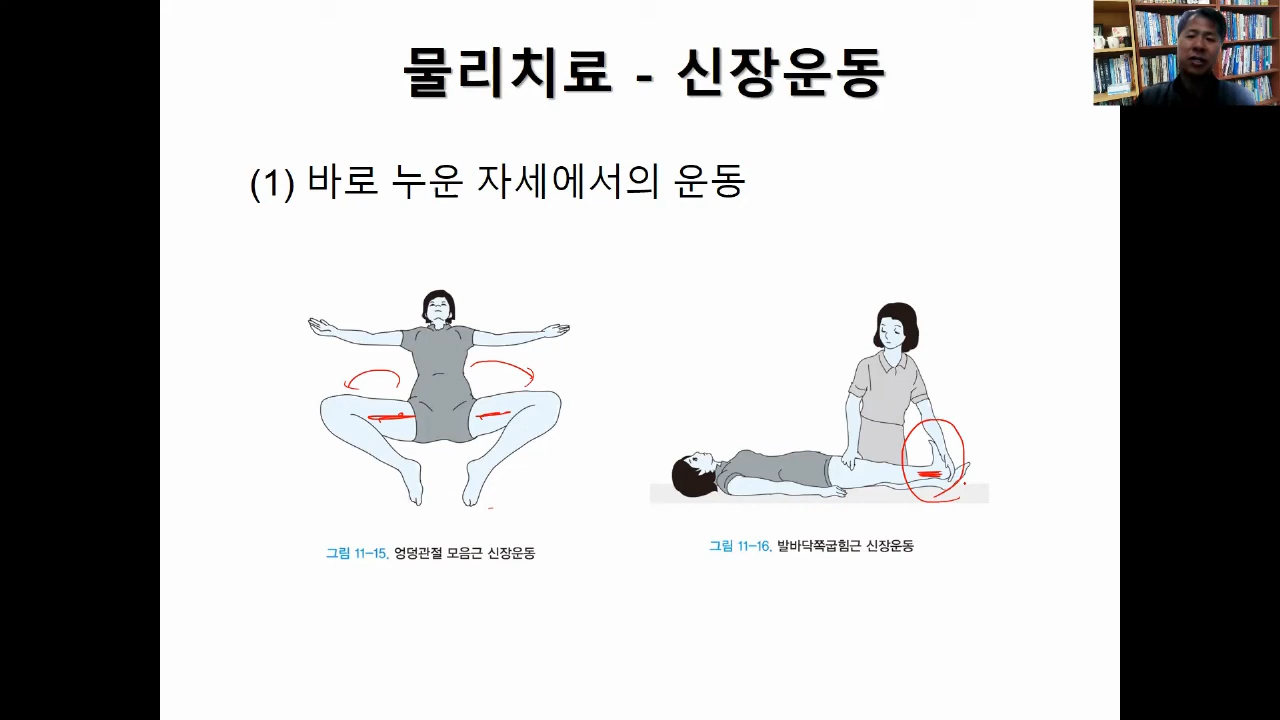 물리치료 - 신장운동
(1) 바로 누운 자세에서의 운동
그림 11-15. 엉덩관절 모음근 신장운동
그림 11-16. 발바닥쪽굽힘근 신장운동